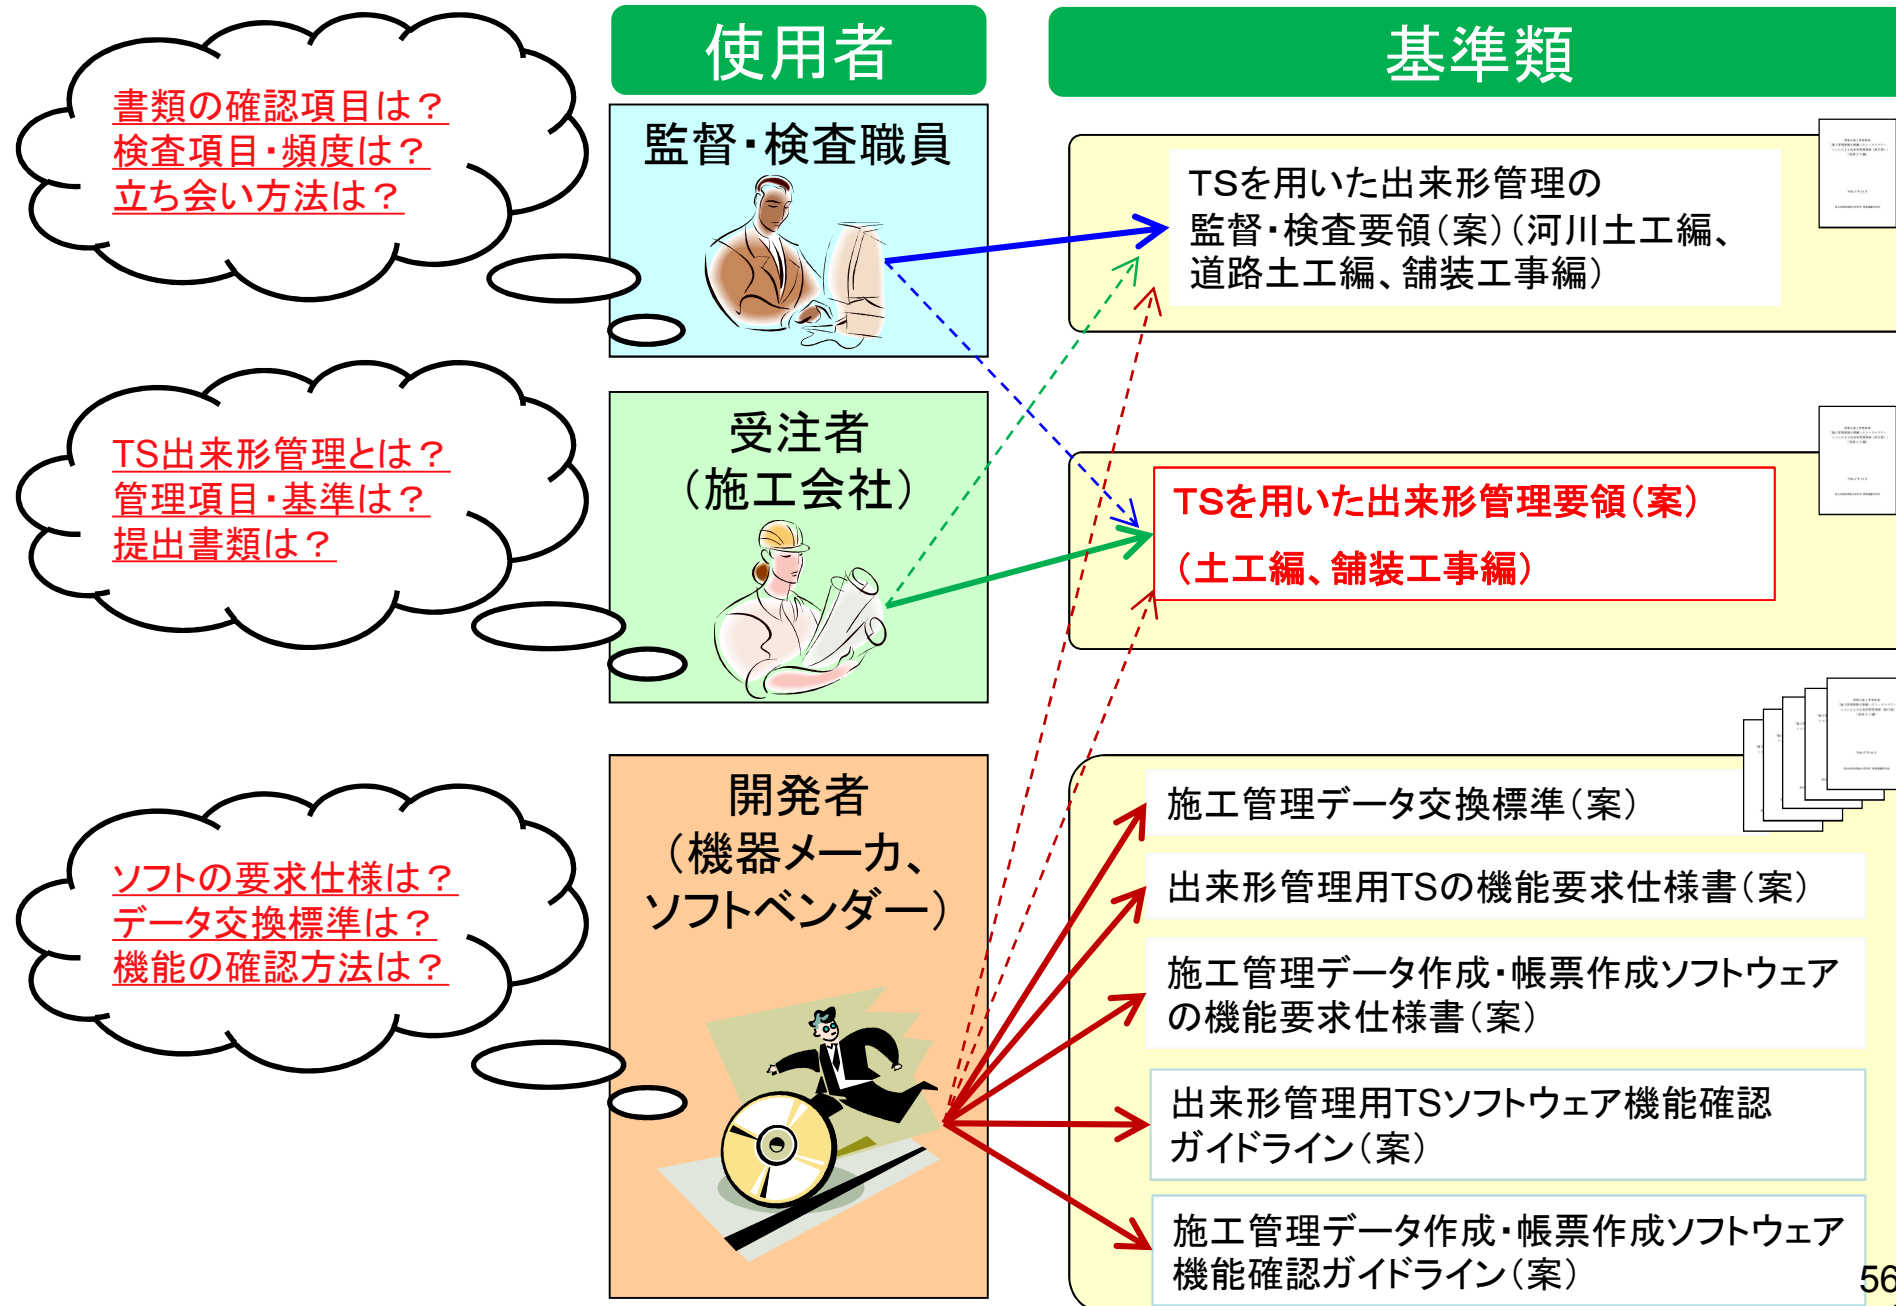 使用者
基準類
書類の確認項目は？
検査項目・頻度は？
立ち会い方法は？
監督・検査職員
TSを用いた出来形管理の
監督・検査要領（案）（河川土工編、
道路土工編、舗装工事編）
TS出来形管理とは？
管理項目・基準は？
提出書類は？
受注者
（施工会社）
TSを用いた出来形管理要領（案）
（土工編、舗装工事編）
ソフトの要求仕様は？
データ交換標準は？
機能の確認方法は？
開発者
（機器メーカ、
ソフトベンダー）
施工管理データ交換標準（案）
出来形管理用TSの機能要求仕様書（案）
施工管理データ作成・帳票作成ソフトウェア
の機能要求仕様書（案）
出来形管理用TSソフトウェア機能確認
ガイドライン（案）
施工管理データ作成・帳票作成ソフトウェア
機能確認ガイドライン（案）
56